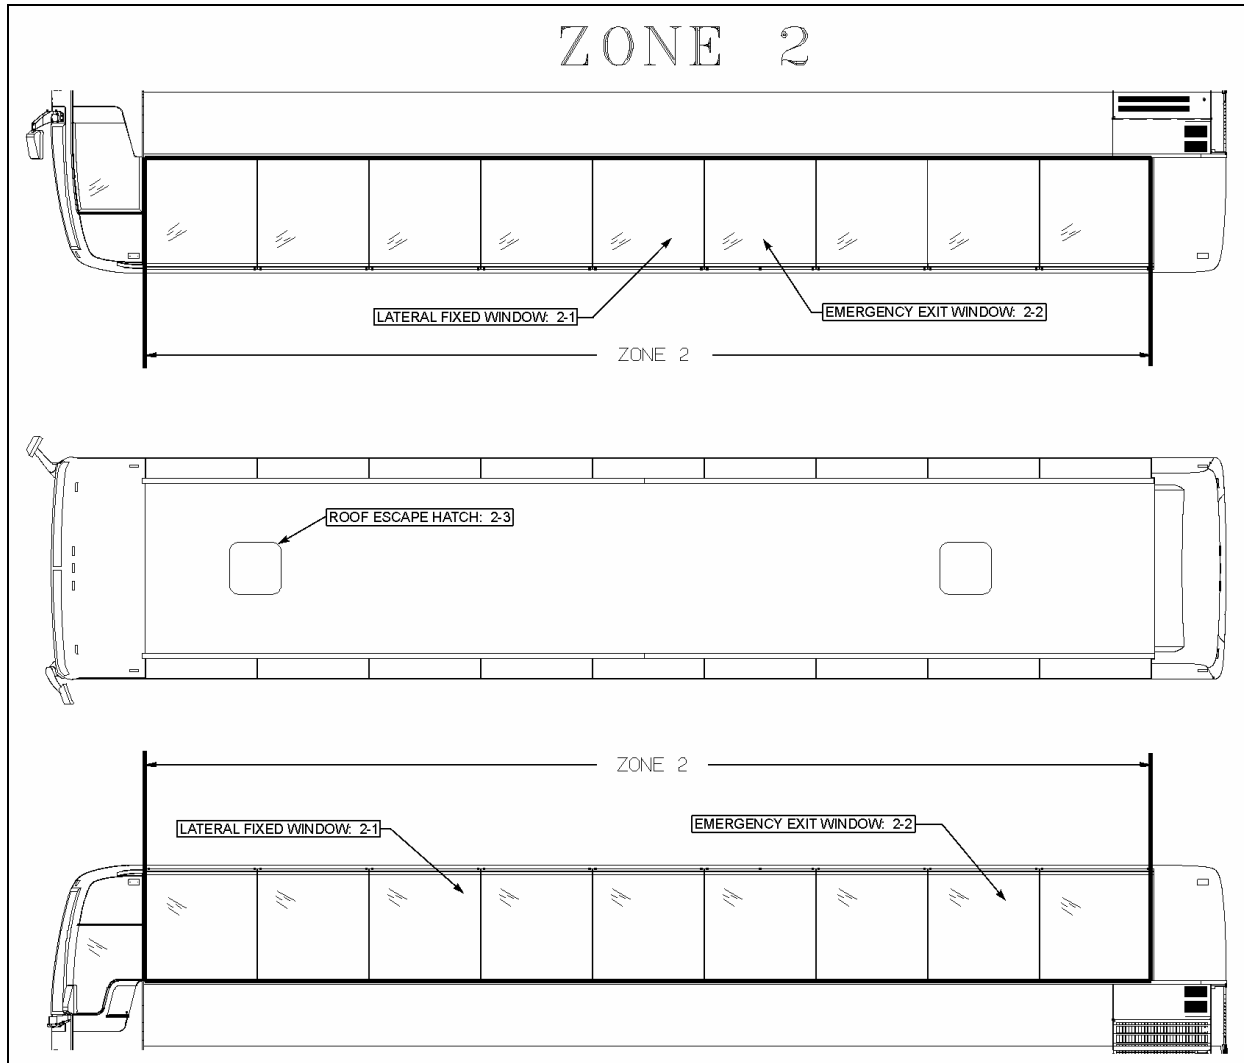 ZONE 2
LATERAL FIXED WINDOW: 2-1
EMERGENCY EXIT WINDOW: 2-2
ZONE 2
ROOF ESCAPE HATCH: 2-3
ZONE 2
LATERAL FIXED WINDOW: 2-1
EMERGENCY EXIT WINDOW: 2-2